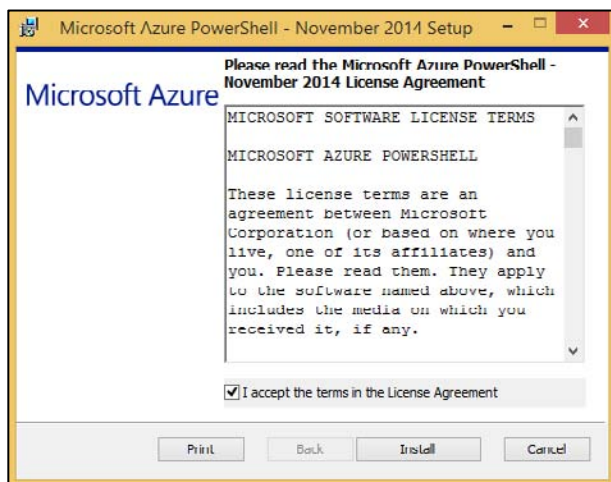 Microsoft Azure PowerShell - November 2014 Setup
Microsoft Azure
Please read the Microsoft Azure PowerShell -
November 2014 License Agreement
MICROSOFT SOFTWARE LICENSE TERMS
MICROSOFT AZURE POWERSHELL
These license terms are an
agreement between Microsoft
Corporation (or based on where you
live, one of its affiliates) and
you. Please read them. They apply
to the software named above, which
includes the media on which you
received it, if any.
I accept the terms in the License Agreement
Print
Back
Install
Cancel